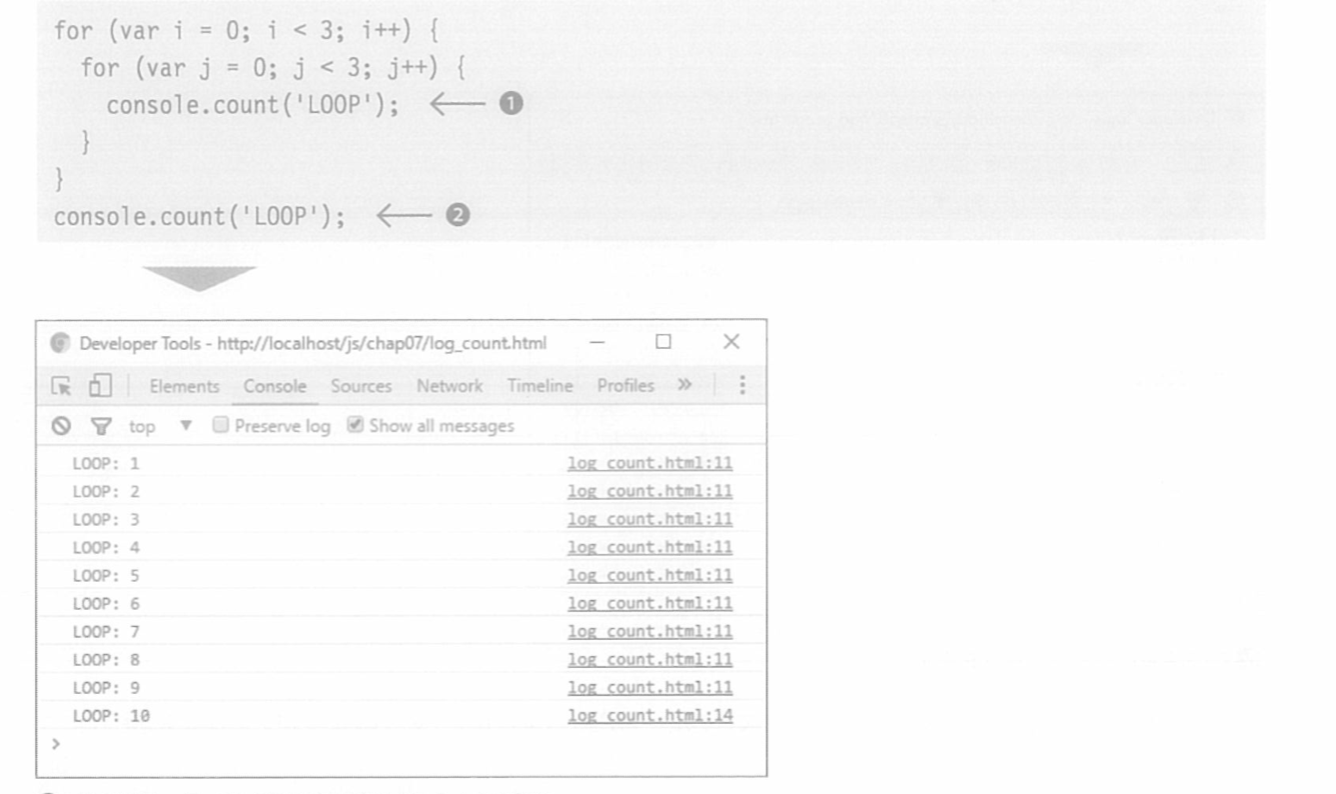 for (var i = 0; i < 3; i++) {
  for (var j = 0; j < 3; j++) {
    console.count('LOOP'); ← ❶
  }
}
console.count('LOOP'); ← ❷
Developer Tools - http://localhost/js/chap07/log_count.html
Elements Console Sources Network Timeline Profiles »
top ▼ Preserve log Show all messages
LOOP: 1 log_count.html:11
LOOP: 2 log_count.html:11
LOOP: 3 log_count.html:11
LOOP: 4 log_count.html:11
LOOP: 5 log_count.html:11
LOOP: 6 log_count.html:11
LOOP: 7 log_count.html:11
LOOP: 8 log_count.html:11
LOOP: 9 log_count.html:11
LOOP: 10 log_count.html:14
>